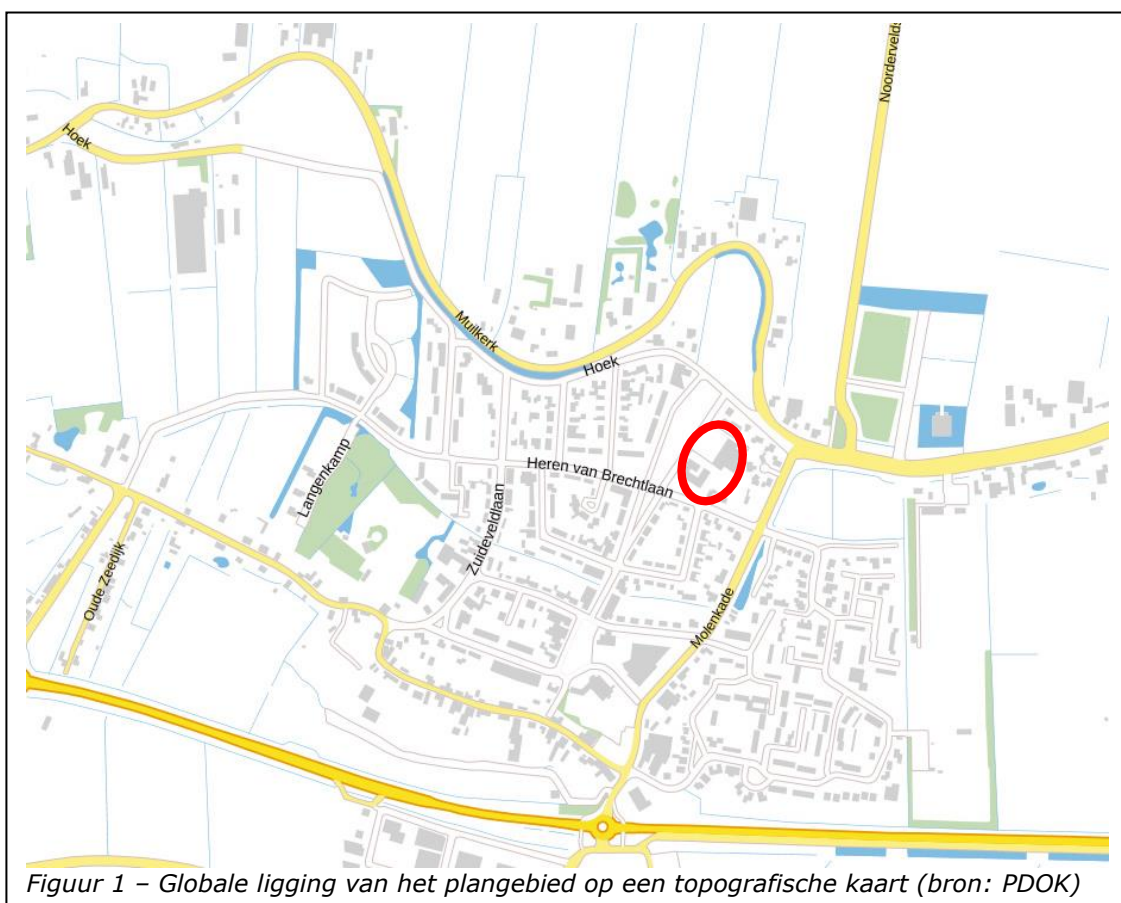 Noordervelds
Hoek
Muilkerk
Hoek
Heren van Brechtlaan
Langenkamp
Zuideveldlaan
Oude Zeedijk
Molenkade
Figuur 1 – Globale ligging van het plangebied op een topografische kaart (bron: PDOK)